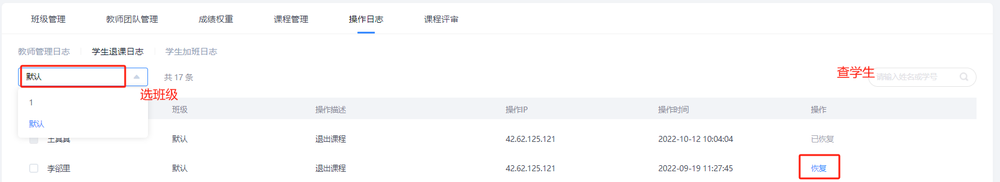 班级管理 教师团队管理 成绩权重 课程管理 操作日志 课程评审
教师管理日志 学生退课日志 学生加班日志
默认 共 17 条 查学生 请输入姓名或学号
选班级
1
默认
班级 操作描述 操作IP 操作时间 操作
默认 退出课程 42.62.125.121 2022-10-12 10:04:04 已恢复
李郤里 默认 退出课程 42.62.125.121 2022-09-19 11:27:45 恢复